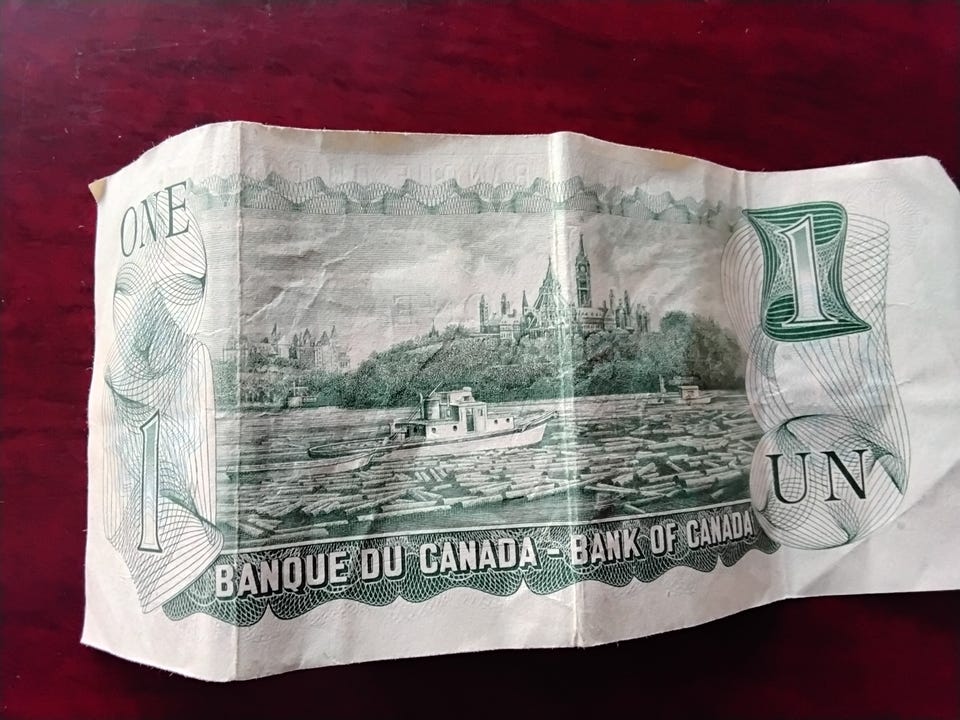 ONE
1
1
UN
BANQUE DU CANADA - BANK OF CANADA